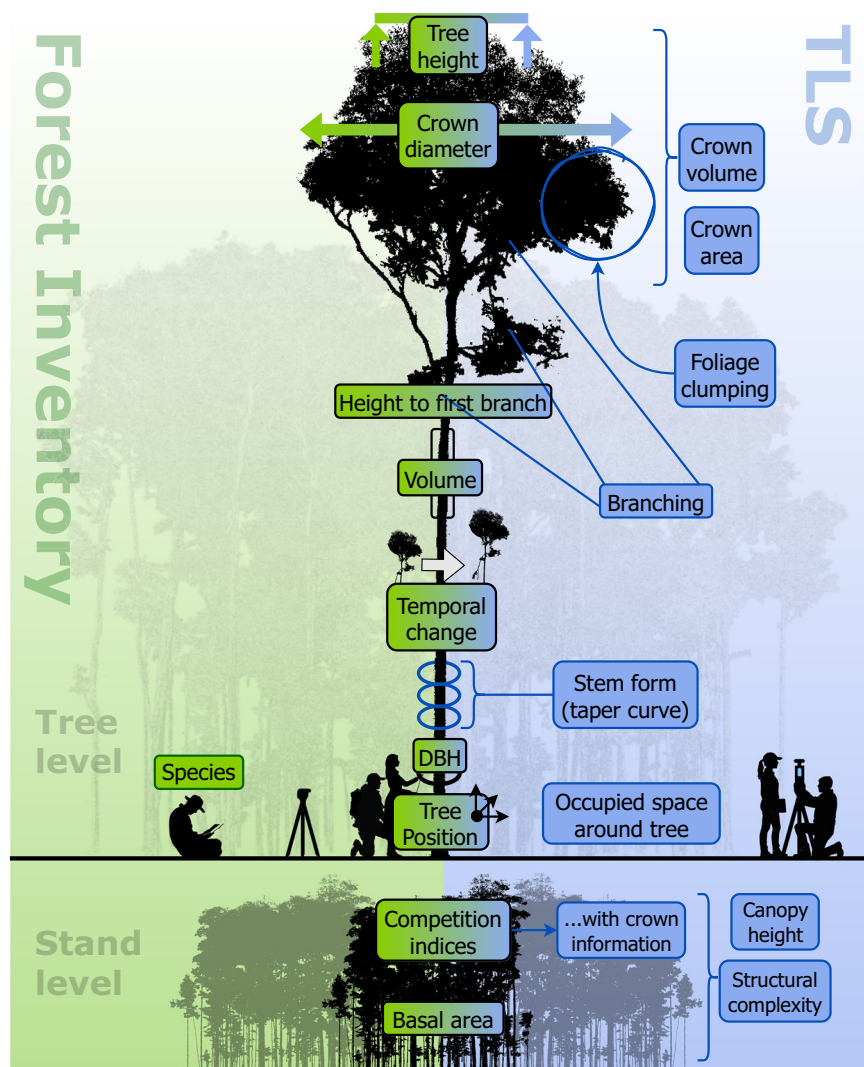 Forest Inventory
TLS
Tree
height
Crown
diameter
Crown
volume
Crown
area
Foliage
clumping
Height to first branch
Volume
Branching
Temporal
change
Stem form
(taper curve)
Tree
level
DBH
Species
Tree
Position
Occupied space
around tree
Stand
level
Competition
indices
...with crown
information
Canopy
height
Structural
complexity
Basal area